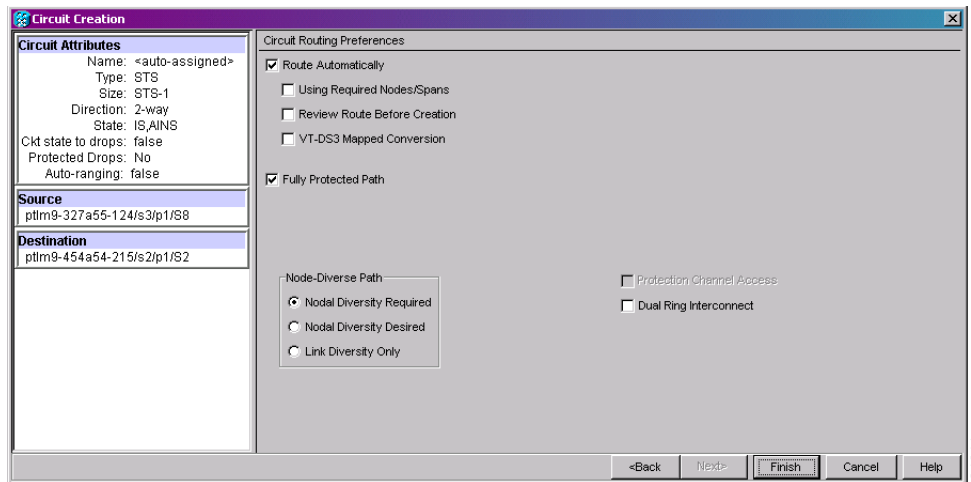 Circuit Creation
Circuit Attributes
Name: <auto-assigned>
Type: STS
Size: STS-1
Direction: 2-way
State: IS,AINS
Ckt state to drops: false
Protected Drops: No
Auto-ranging: false
Source
ptlm9-327a55-124/s3/p1/S8
Destination
ptlm9-454a54-215/s2/p1/S2
Circuit Routing Preferences
Route Automatically
Using Required Nodes/Spans
Review Route Before Creation
VT-DS3 Mapped Conversion
Fully Protected Path
Node-Diverse Path
Nodal Diversity Required
Nodal Diversity Desired
Link Diversity Only
Protection Channel Access
Dual Ring Interconnect
<Back Next> Finish Cancel Help